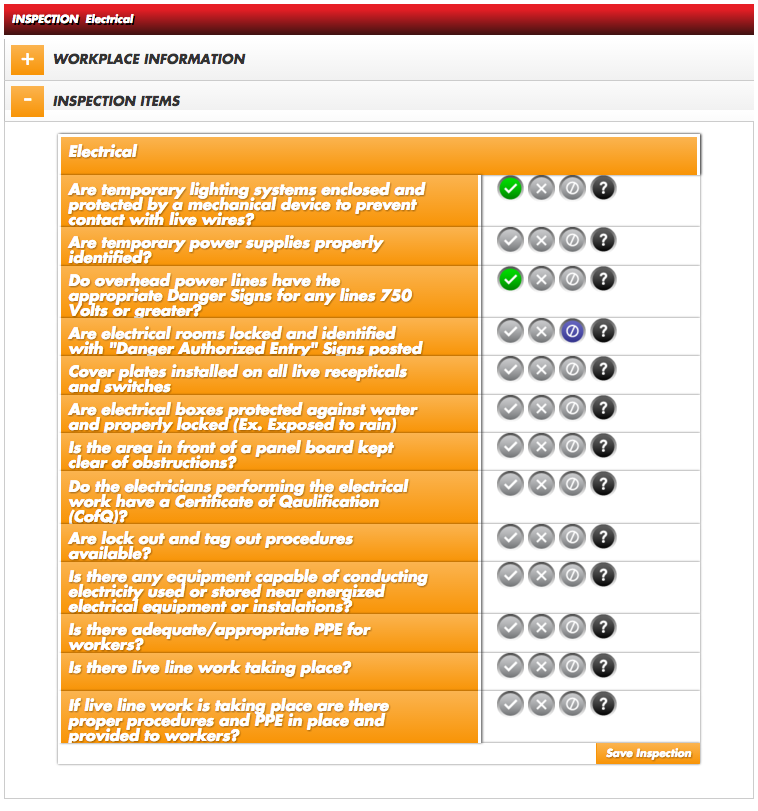 INSPECTION Electrical
+ WORKPLACE INFORMATION
- INSPECTION ITEMS
Electrical
Are temporary lighting systems enclosed and
protected by a mechanical device to prevent
contact with live wires?
?
Are temporary power supplies properly
identified?
?
Do overhead power lines have the
appropriate Danger Signs for any lines 750
Volts or greater?
?
Are electrical rooms locked and identified
with "Danger Authorized Entry" Signs posted
?
Cover plates installed on all live recepticals
and switches
?
Are electrical boxes protected against water
and properly locked (Ex. Exposed to rain)
?
Is the area in front of a panel board kept
clear of obstructions?
?
Do the electricians performing the electrical
work have a Certificate of Qaulification
(CofQ)?
?
Are lock out and tag out procedures
available?
?
Is there any equipment capable of conducting
electricity used or stored near energized
electrical equipment or instalations?
?
Is there adequate/appropriate PPE for
workers?
?
Is there live line work taking place?
?
If live line work is taking place are there
proper procedures and PPE in place and
provided to workers?
?
Save Inspection